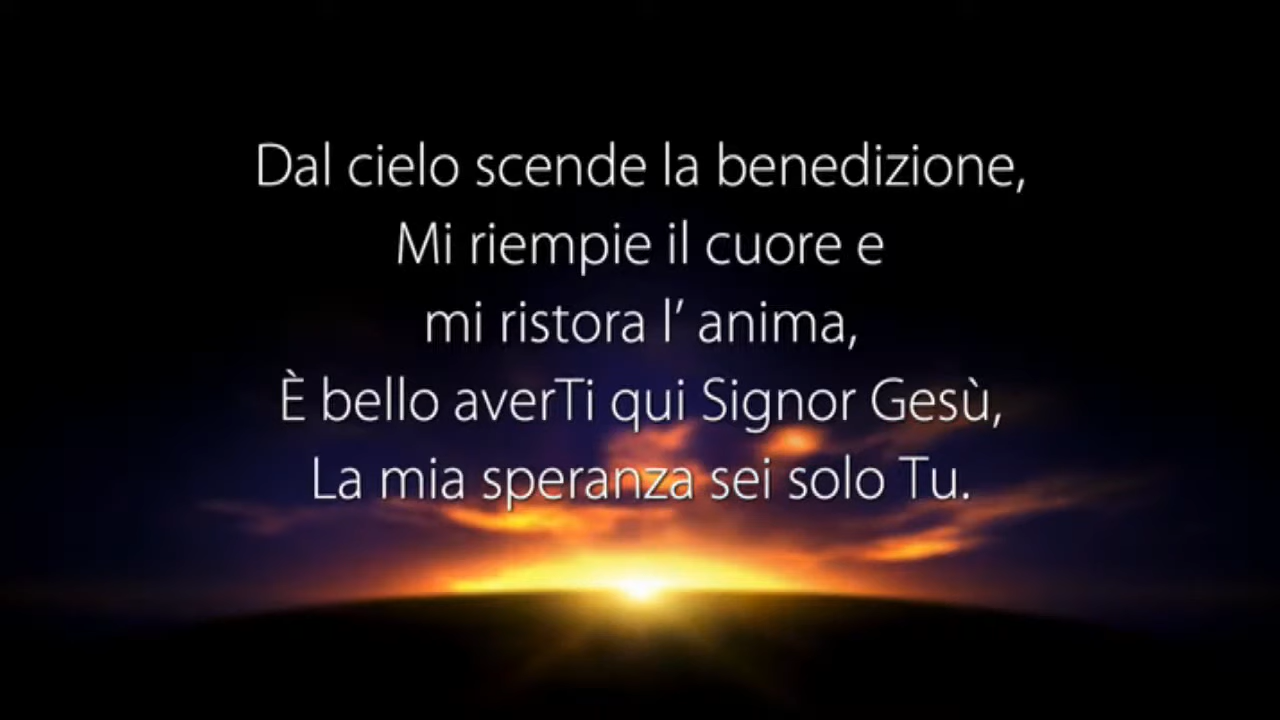 Dal cielo scende la benedizione,
Mi riempie il cuore e
mi ristora l’ anima,
È bello averTi qui Signor Gesù,
La mia speranza sei solo Tu.